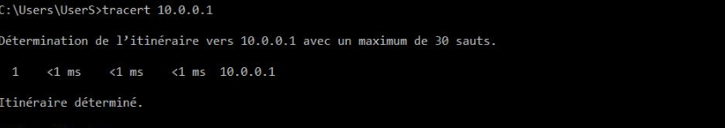 C:\Users\UserS>tracert 10.0.0.1
Détermination de l’itinéraire vers 10.0.0.1 avec un maximum de 30 sauts.
1 <1 ms <1 ms <1 ms 10.0.0.1
Itinéraire déterminé.